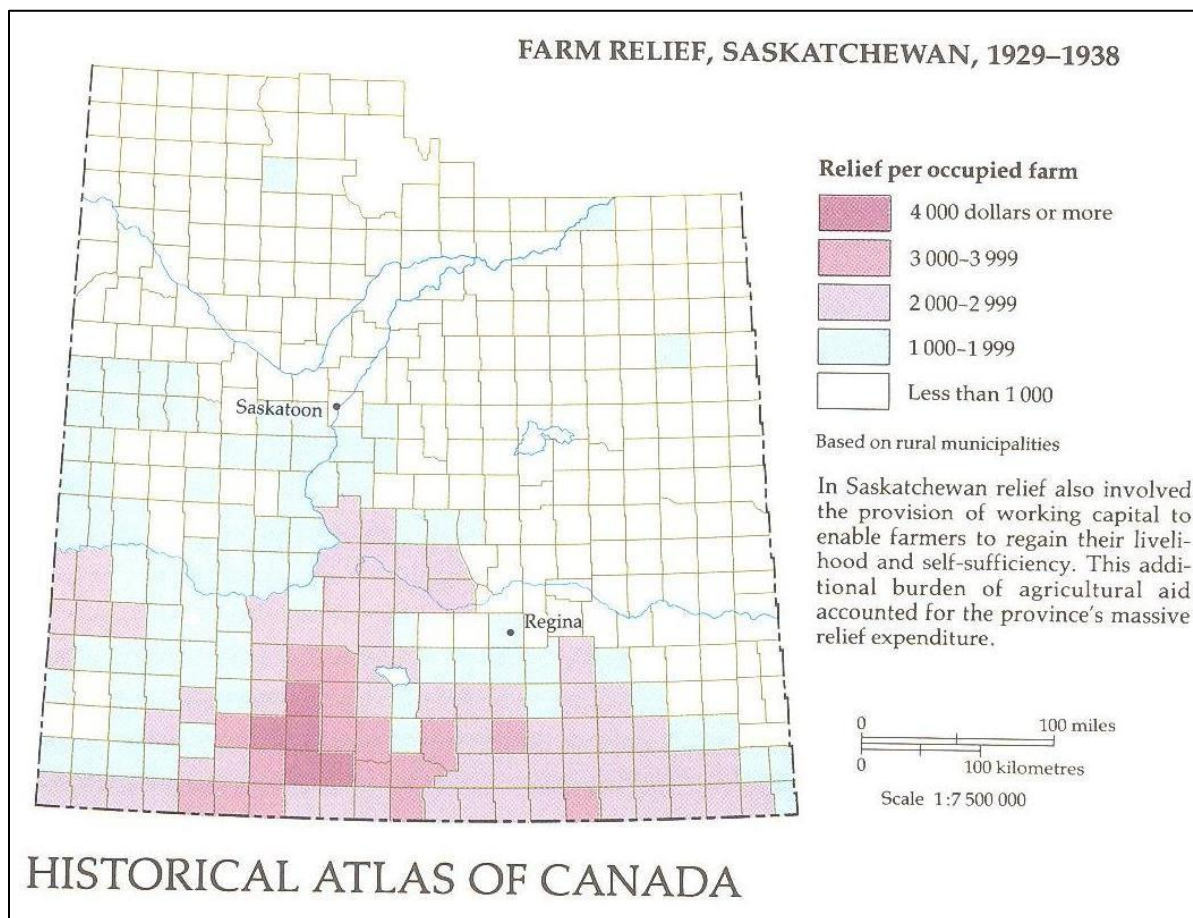 FARM RELIEF, SASKATCHEWAN, 1929–1938
Relief per occupied farm
4 000 dollars or more
3 000–3 999
2 000–2 999
1 000–1 999
Less than 1 000
Based on rural municipalities
In Saskatchewan relief also involved
the provision of working capital to
enable farmers to regain their liveli-
hood and self-sufficiency. This addi-
tional burden of agricultural aid
accounted for the province's massive
relief expenditure.
Saskatoon
Regina
0 100 miles
0 100 kilometres
Scale 1:7 500 000
HISTORICAL ATLAS OF CANADA